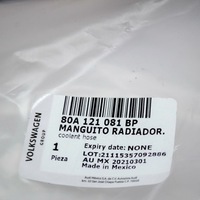 80A 121 081 BP
MANGUITO RADIADOR.
coolant hose
1
Pieza
Expiry date: NONE
LOT:21115357092886
AU MX 20210301
Made in Mexico
VOLKSWAGEN
GROUP